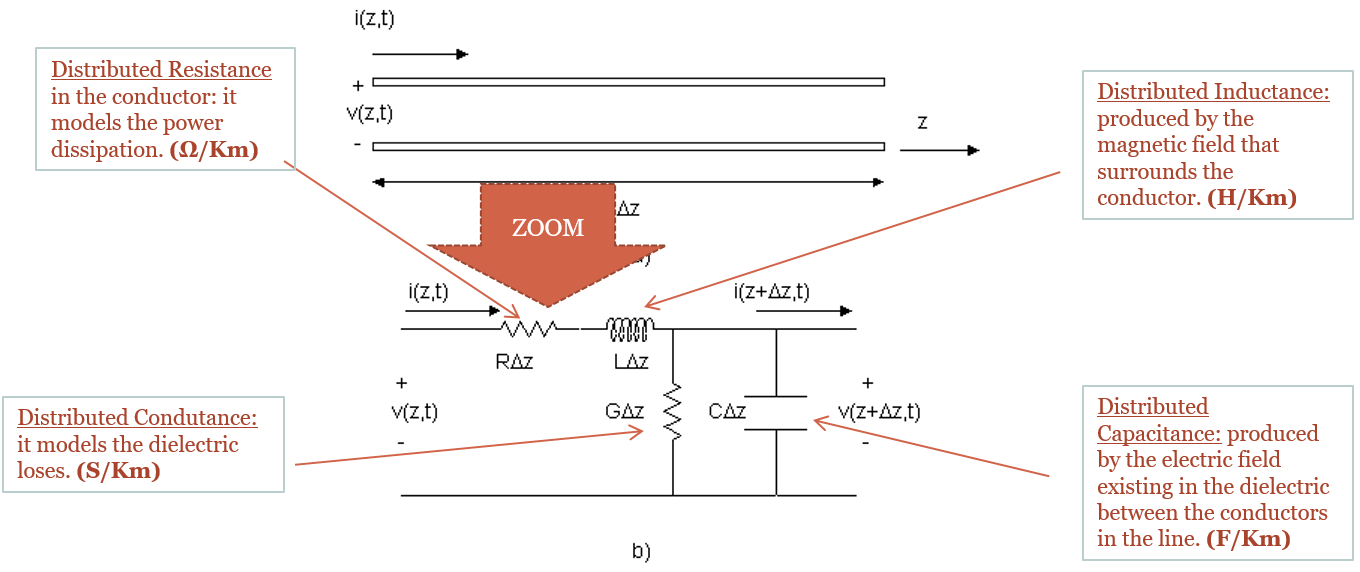 i(z,t)
Distributed Resistance
in the conductor: it
models the power
dissipation. (Ω/Km)
+
v(z,t)
-
z
Distributed Inductance:
produced by the
magnetic field that
surrounds the
conductor. (H/Km)
Δz
ZOOM
i(z,t)
i(z+Δz,t)
RΔz
LΔz
+
v(z,t)
-
GΔz
CΔz
+
v(z+Δz,t)
-
Distributed Condutance:
it models the dielectric
loses. (S/Km)
Distributed
Capacitance: produced
by the electric field
existing in the dielectric
between the conductors
in the line. (F/Km)
b)